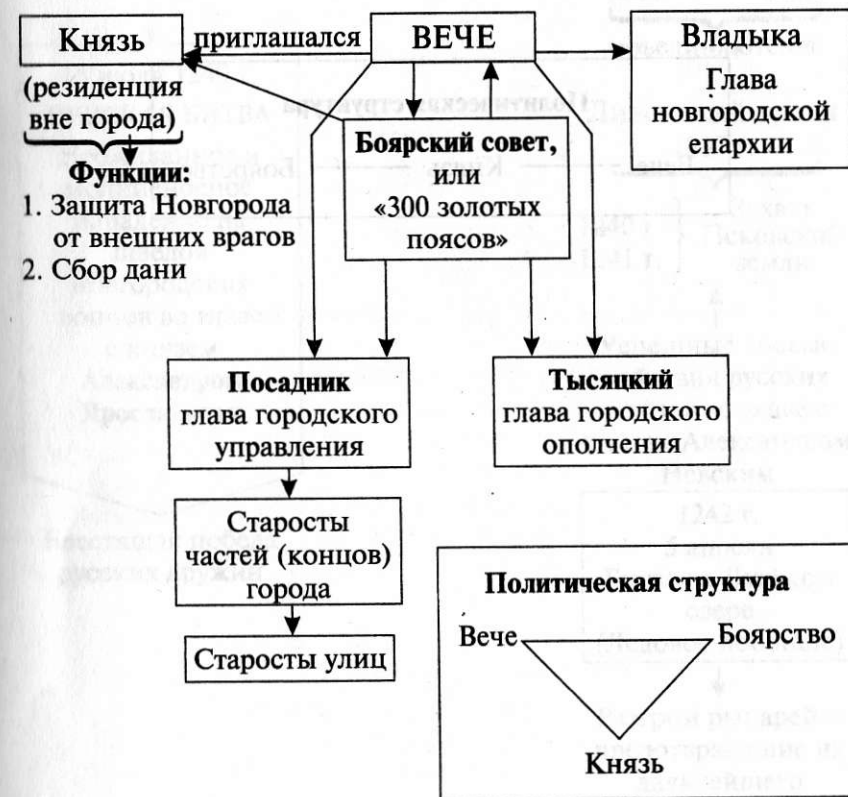 Князь
приглашался
ВЕЧЕ
Владыка
Глава
новгородской
епархии
(резиденция
вне города)
Функции:
1. Защита Новгорода
от внешних врагов
2. Сбор дани
Боярский совет,
или
«300 золотых
поясов»
Посадник
глава городского
управления
Тысяцкий
глава городского
ополчения
Старосты
частей (концов)
города
Старосты улиц
Политическая структура
Вече
Боярство
Князь